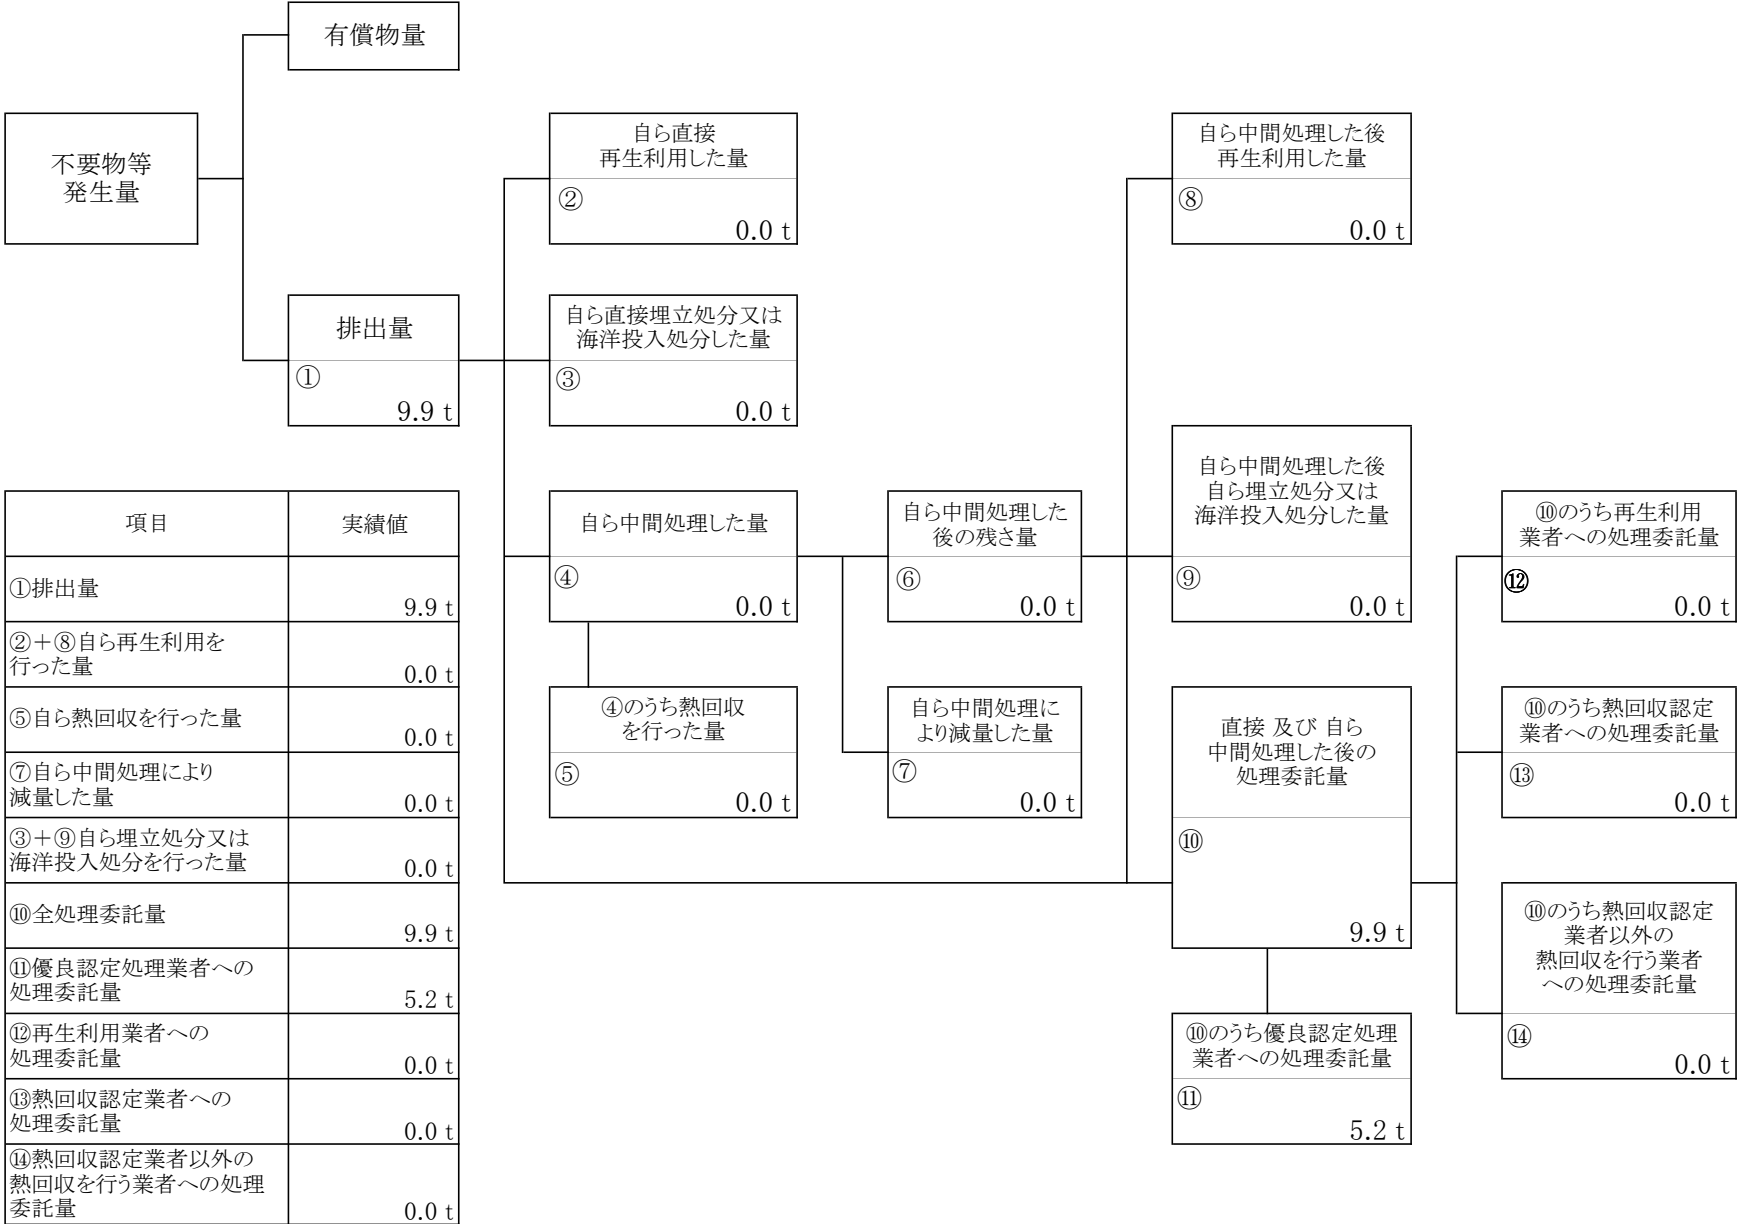 有償物量
不要物等
発生量
自ら直接
再生利用した量
②
0.0 t
自ら中間処理した後
再生利用した量
⑧
0.0 t
排出量
①
9.9 t
自ら直接埋立処分又は
海洋投入処分した量
③
0.0 t
自ら中間処理した量
④
0.0 t
自ら中間処理した
後の残さ量
⑥
0.0 t
自ら中間処理した後
自ら埋立処分又は
海洋投入処分した量
⑨
0.0 t
⑩のうち再生利用
業者への処理委託量
⑫
0.0 t
④のうち熱回収
を行った量
⑤
0.0 t
自ら中間処理に
より減量した量
⑦
0.0 t
直接 及び 自ら
中間処理した後の
処理委託量
⑩
9.9 t
⑩のうち熱回収認定
業者への処理委託量
⑬
0.0 t
⑩のうち熱回収認定
業者以外の
熱回収を行う業者
への処理委託量
⑭
0.0 t
⑩のうち優良認定処理
業者への処理委託量
⑪
5.2 t
項目 実績値
①排出量
9.9 t
②＋⑧自ら再生利用を
行った量
0.0 t
⑤自ら熱回収を行った量
0.0 t
⑦自ら中間処理により
減量した量
0.0 t
③＋⑨自ら埋立処分又は
海洋投入処分を行った量
0.0 t
⑩全処理委託量
9.9 t
⑪優良認定処理業者への
処理委託量
5.2 t
⑫再生利用業者への
処理委託量
0.0 t
⑬熱回収認定業者への
処理委託量
0.0 t
⑭熱回収認定業者以外の
熱回収を行う業者への処理
委託量
0.0 t